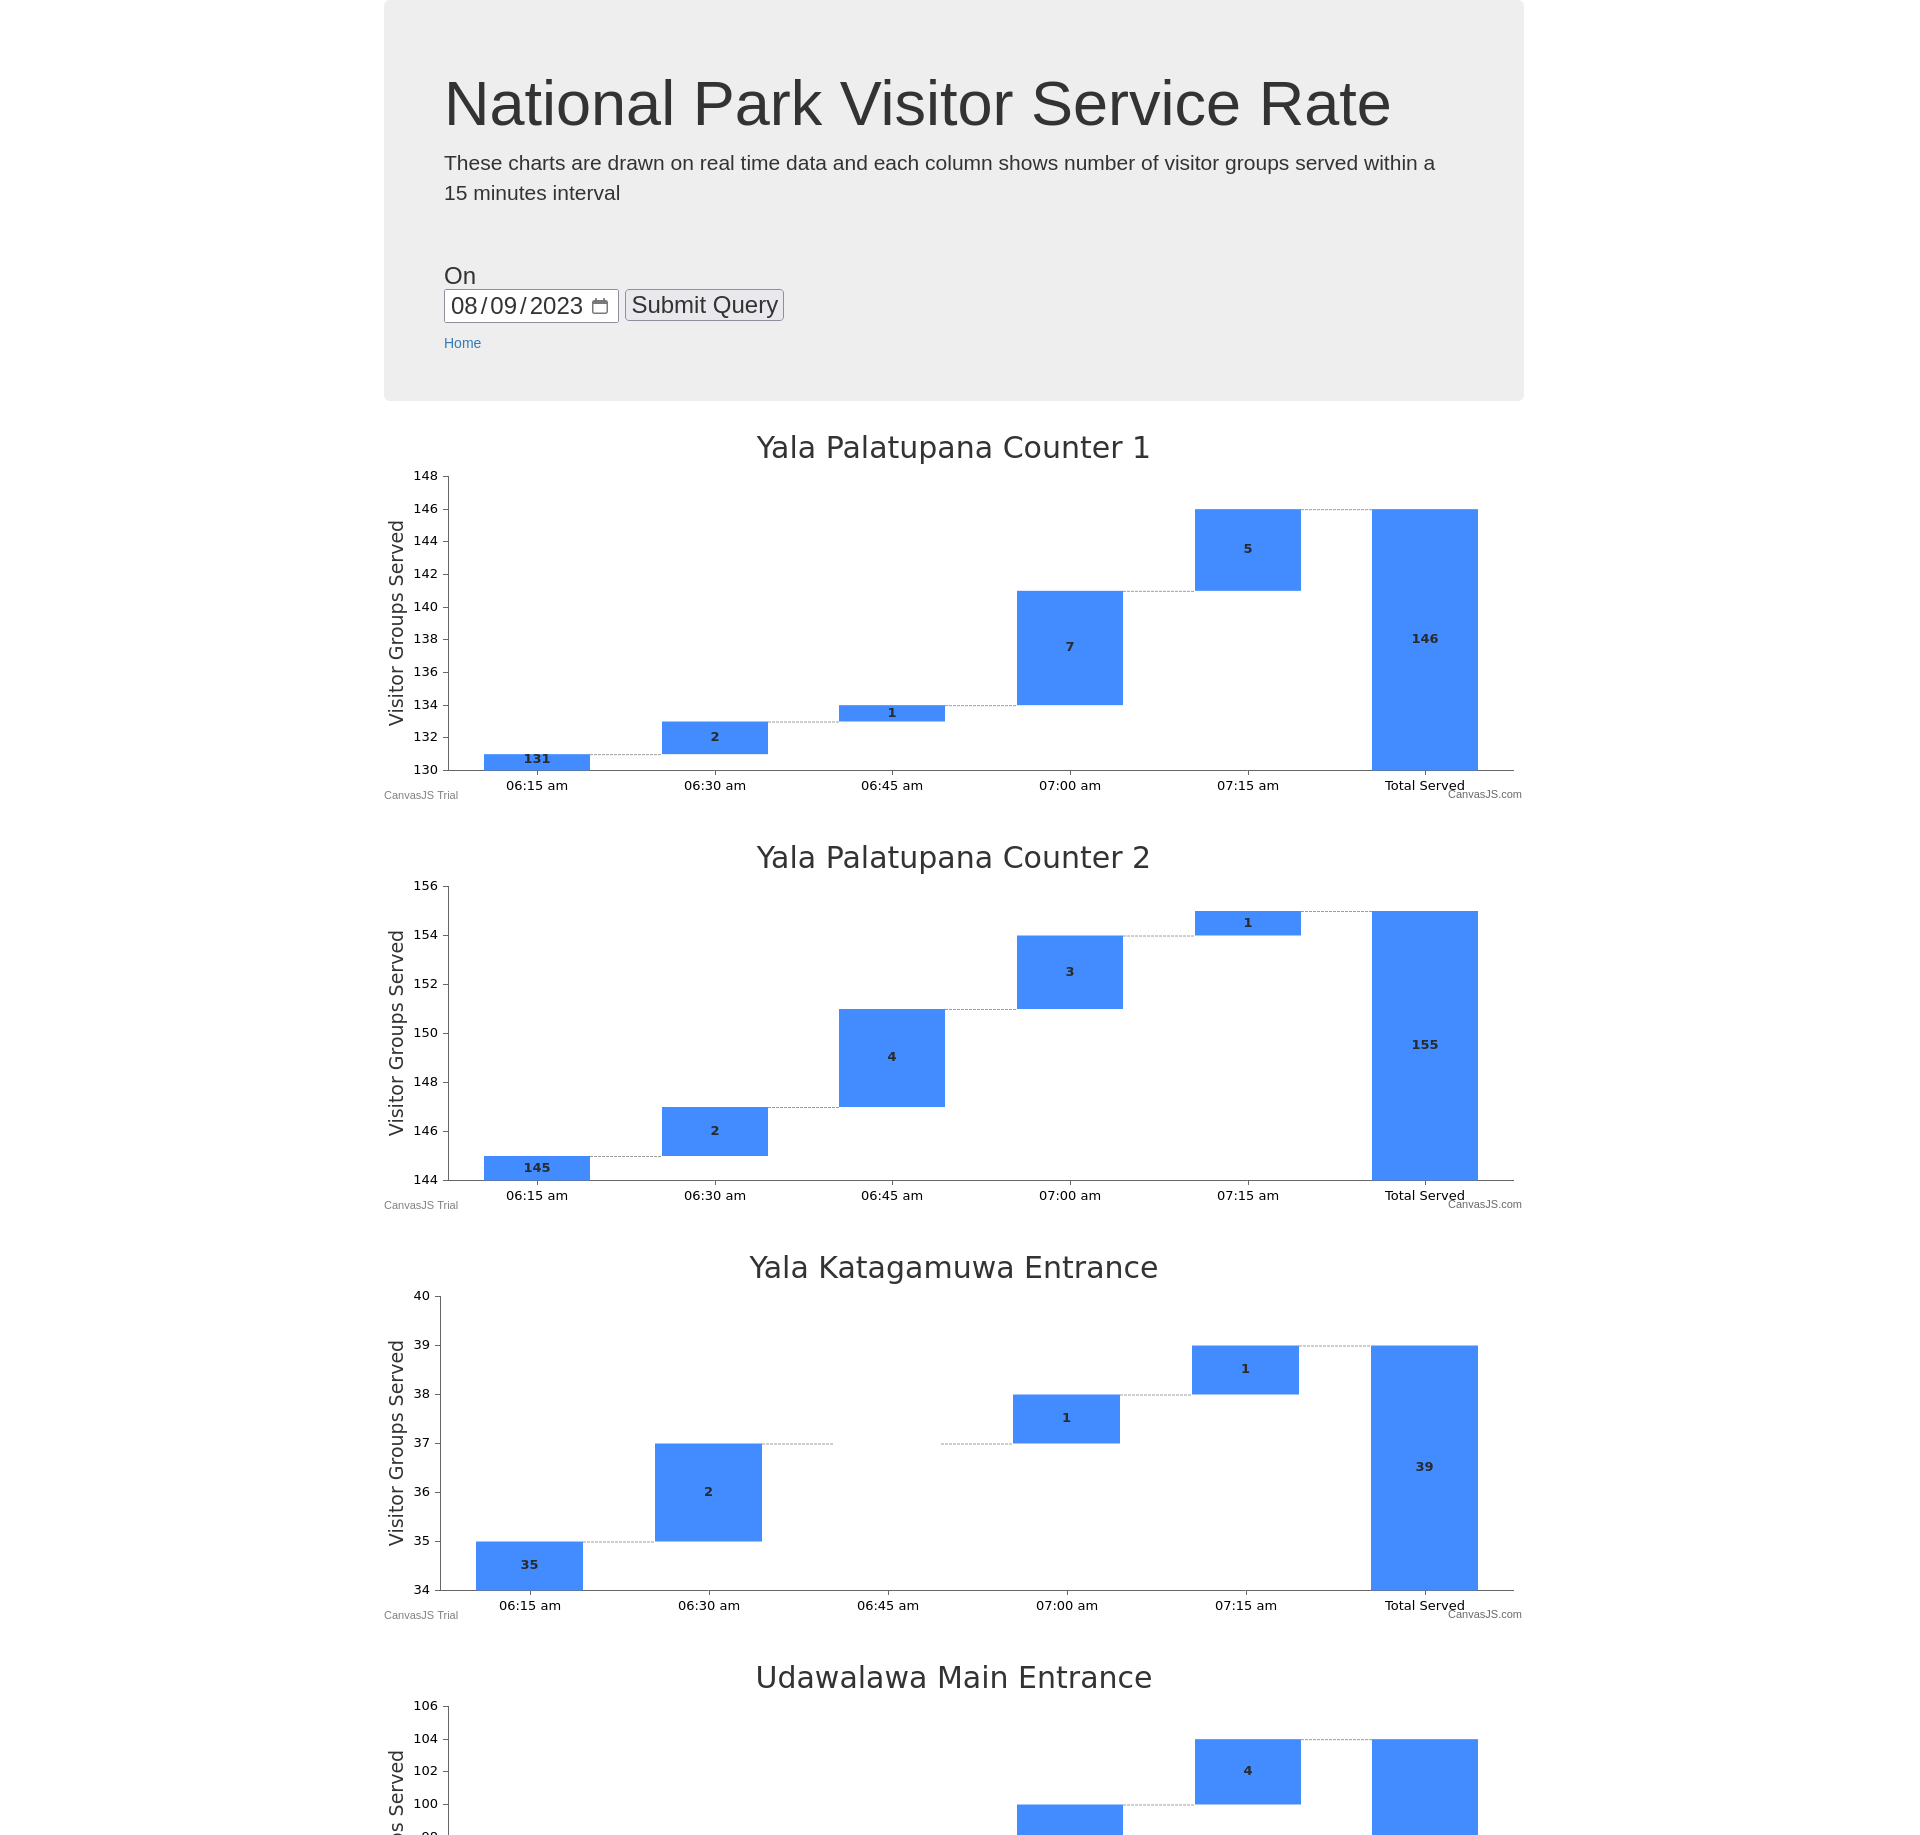 National Park Visitor Service Rate
These charts are drawn on real time data and each column shows number of visitor groups served within a
15 minutes interval
On
08/09/2023 Submit Query
Home
Yala Palatupana Counter 1
Visitor Groups Served
148
146
144
142
140
138
136
134
132
130
131
2
1
7
5
146
06:15 am
06:30 am
06:45 am
07:00 am
07:15 am
Total Served
CanvasJS Trial
CanvasJS.com
Yala Palatupana Counter 2
Visitor Groups Served
156
154
152
150
148
146
144
145
2
4
3
1
155
06:15 am
06:30 am
06:45 am
07:00 am
07:15 am
Total Served
CanvasJS Trial
CanvasJS.com
Yala Katagamuwa Entrance
Visitor Groups Served
40
39
38
37
36
35
34
35
2
1
1
39
06:15 am
06:30 am
06:45 am
07:00 am
07:15 am
Total Served
CanvasJS Trial
CanvasJS.com
Udawalawa Main Entrance
Served
106
104
102
100
4